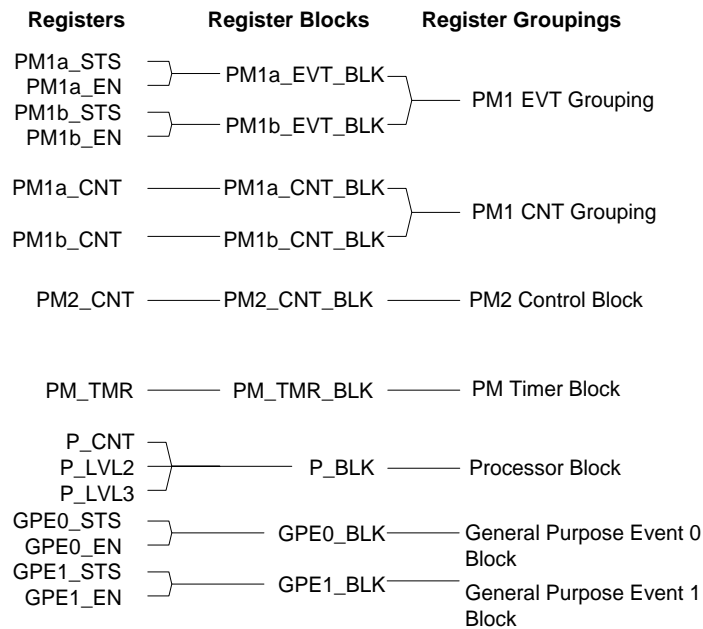 Registers Register Blocks Register Groupings
PM1a_STS
PM1a_EN
PM1a_EVT_BLK
PM1b_STS
PM1b_EN
PM1b_EVT_BLK
PM1 EVT Grouping
PM1a_CNT PM1a_CNT_BLK
PM1 CNT Grouping
PM1b_CNT PM1b_CNT_BLK
PM2_CNT PM2_CNT_BLK PM2 Control Block
PM_TMR PM_TMR_BLK PM Timer Block
P_CNT
P_LVL2 P_BLK Processor Block
P_LVL3
GPE0_STS
GPE0_EN
GPE0_BLK
General Purpose Event 0
Block
GPE1_STS
GPE1_EN
GPE1_BLK
General Purpose Event 1
Block